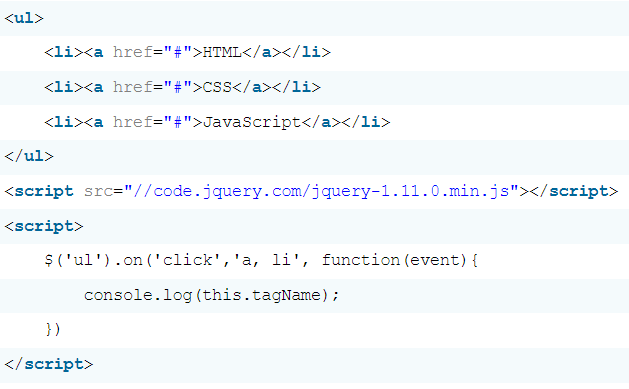 <ul>
    <li><a href="#">HTML</a></li>
    <li><a href="#">CSS</a></li>
    <li><a href="#">JavaScript</a></li>
</ul>
<script src="//code.jquery.com/jquery-1.11.0.min.js"></script>
<script>
    $('ul').on('click','a, li', function(event){
        console.log(this.tagName);
    })
</script>